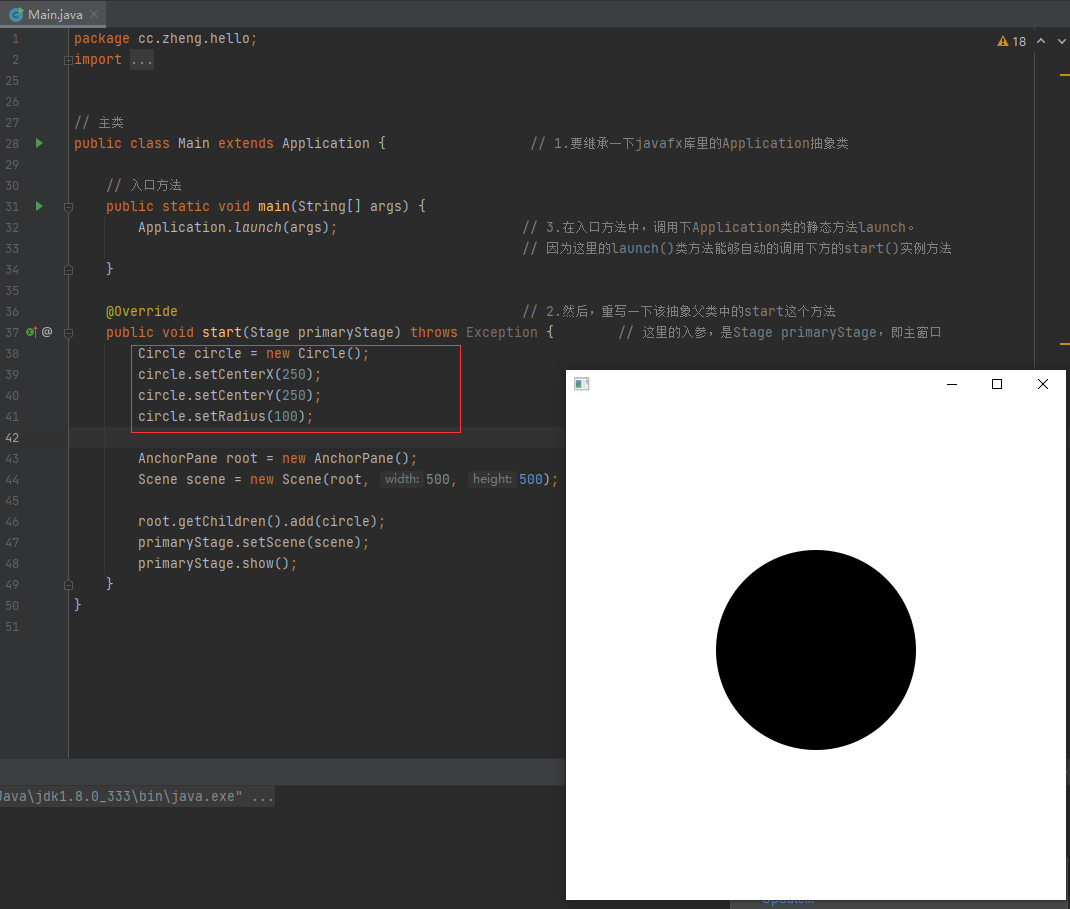 Main.java
18
1 package cc.zheng.hello;
2 import ...
25
26
27 // 主类
28 public class Main extends Application { // 1.要继承一下javafx库里的Application抽象类
29
30 // 入口方法
31 public static void main(String[] args) {
32 Application.launch(args); // 3.在入口方法中，调用下Application类的静态方法launch。
33 // 因为这里的launch()类方法能够自动的调用下方的start()实例方法
34 }
35
36 @Override // 2.然后，重写一下该抽象父类中的start这个方法
37 @ public void start(Stage primaryStage) throws Exception { // 这里的入参，是Stage primaryStage，即主窗口
38 Circle circle = new Circle();
39 circle.setCenterX(250);
40 circle.setCenterY(250);
41 circle.setRadius(100);
42
43 AnchorPane root = new AnchorPane();
44 Scene scene = new Scene(root, width: 500, height: 500);
45
46 root.getChildren().add(circle);
47 primaryStage.setScene(scene);
48 primaryStage.show();
49 }
50 }
51
Java\jdk1.8.0_333\bin\java.exe" ...